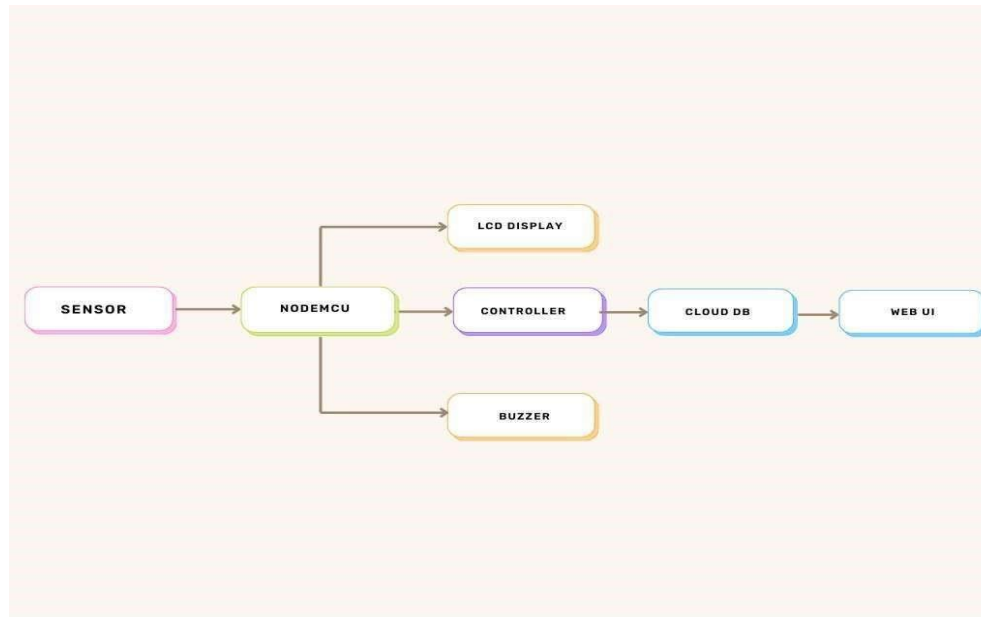 LCD DISPLAY
SENSOR
NODEMCU
CONTROLLER
CLOUD DB
WEB UI
BUZZER